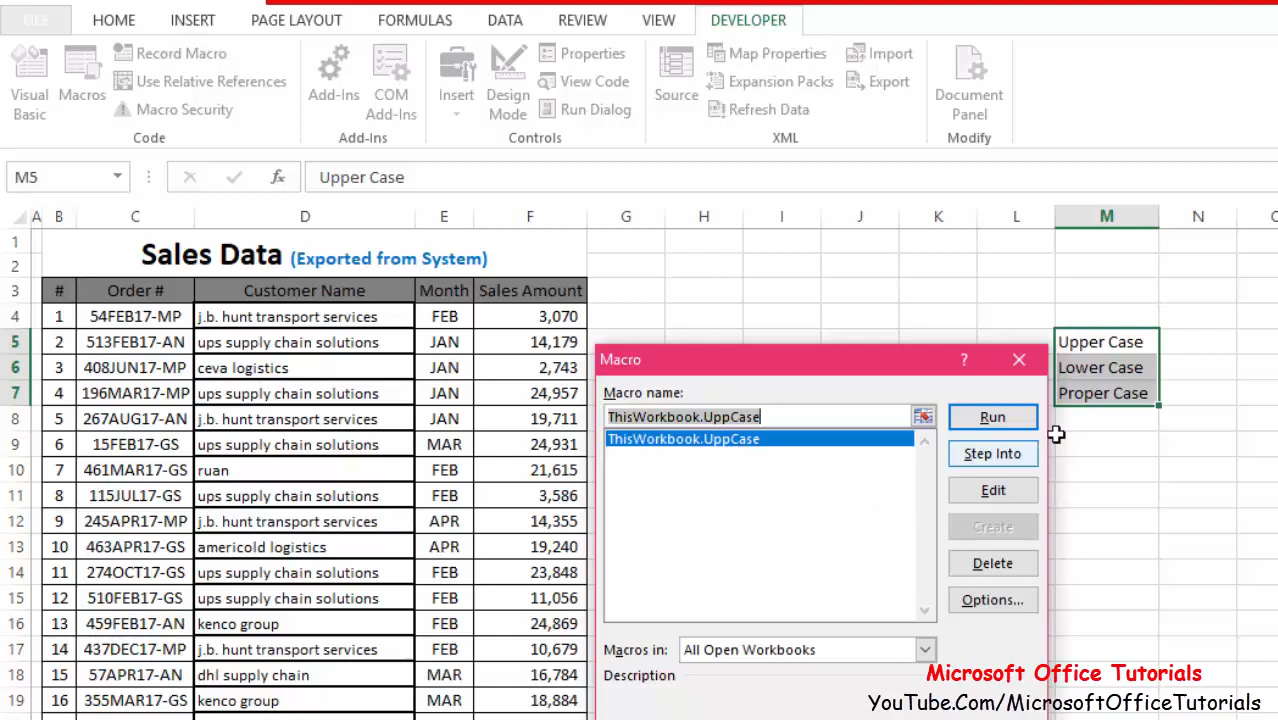 FILE HOME INSERT PAGE LAYOUT FORMULAS DATA REVIEW VIEW DEVELOPER
Visual Basic
Macros
Record Macro
Use Relative References
Macro Security
Code
Add-Ins
COM Add-Ins
Add-Ins
Insert
Design Mode
Properties
View Code
Run Dialog
Controls
Source
Map Properties
Expansion Packs
Refresh Data
Import
Export
XML
Document Panel
Modify
M5 fx Upper Case
A B C D E F G H I J K L M N
1
2
Sales Data (Exported from System)
3 # Order # Customer Name Month Sales Amount
4 1 54FEB17-MP j.b. hunt transport services FEB 3,070
5 2 513FEB17-AN ups supply chain solutions JAN 14,179 Upper Case
6 3 408JUN17-MP ceva logistics JAN 2,743 Lower Case
7 4 196MAR17-MP ups supply chain solutions JAN 24,957 Proper Case
8 5 267AUG17-AN j.b. hunt transport services JAN 19,711
9 6 15FEB17-GS ups supply chain solutions MAR 24,931
10 7 461MAR17-GS ruan FEB 21,615
11 8 115JUL17-GS ups supply chain solutions FEB 3,586
12 9 245APR17-MP j.b. hunt transport services APR 14,355
13 10 463APR17-GS americold logistics APR 19,240
14 11 274OCT17-GS ups supply chain solutions FEB 23,848
15 12 510FEB17-GS ups supply chain solutions FEB 11,056
16 13 459FEB17-AN kenco group FEB 24,869
17 14 437DEC17-MP j.b. hunt transport services FEB 10,679
18 15 57APR17-AN dhl supply chain MAR 16,784
19 16 355MAR17-GS kenco group MAR 18,884
Macro ?
Macro name:
ThisWorkbook.UppCase
ThisWorkbook.UppCase
Run
Step Into
Edit
Create
Delete
Options...
Macros in: All Open Workbooks
Description
Microsoft Office Tutorials
YouTube.Com/MicrosoftOfficeTutorials